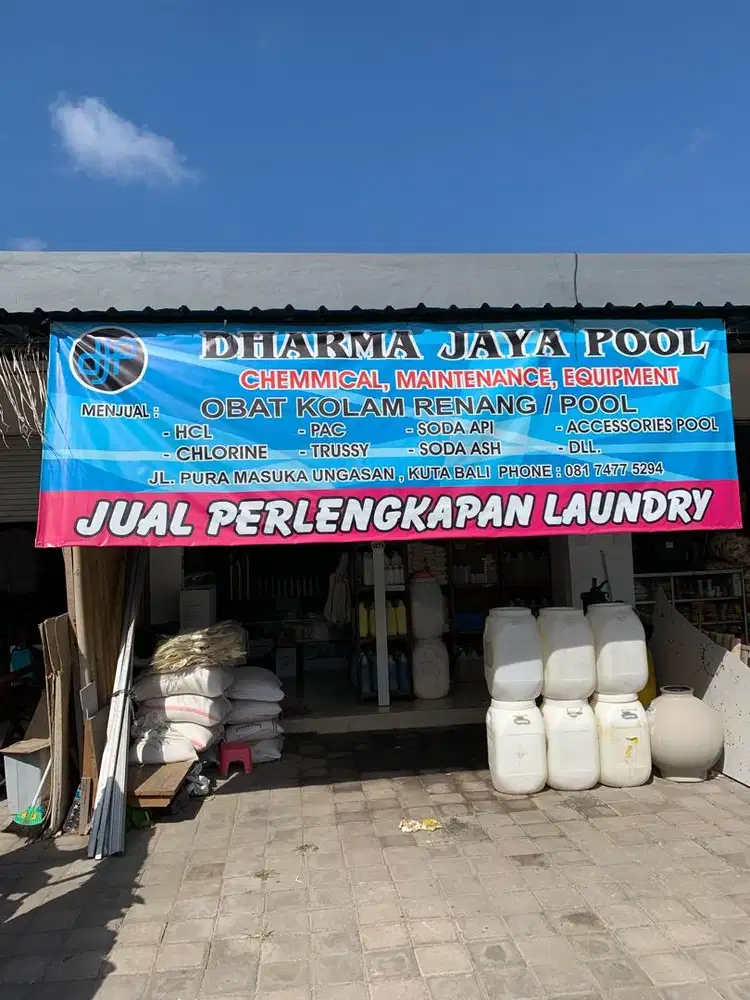 DJP
DHARMA JAYA POOL
CHEMMICAL, MAINTENANCE, EQUIPMENT
MENJUAL : OBAT KOLAM RENANG / POOL
- HCL - PAC - SODA API - ACCESSORIES POOL
- CHLORINE - TRUSSY - SODA ASH - DLL.
JL. PURA MASUKA UNGASAN , KUTA BALI PHONE : 081 7477 5294
JUAL PERLENGKAPAN LAUNDRY